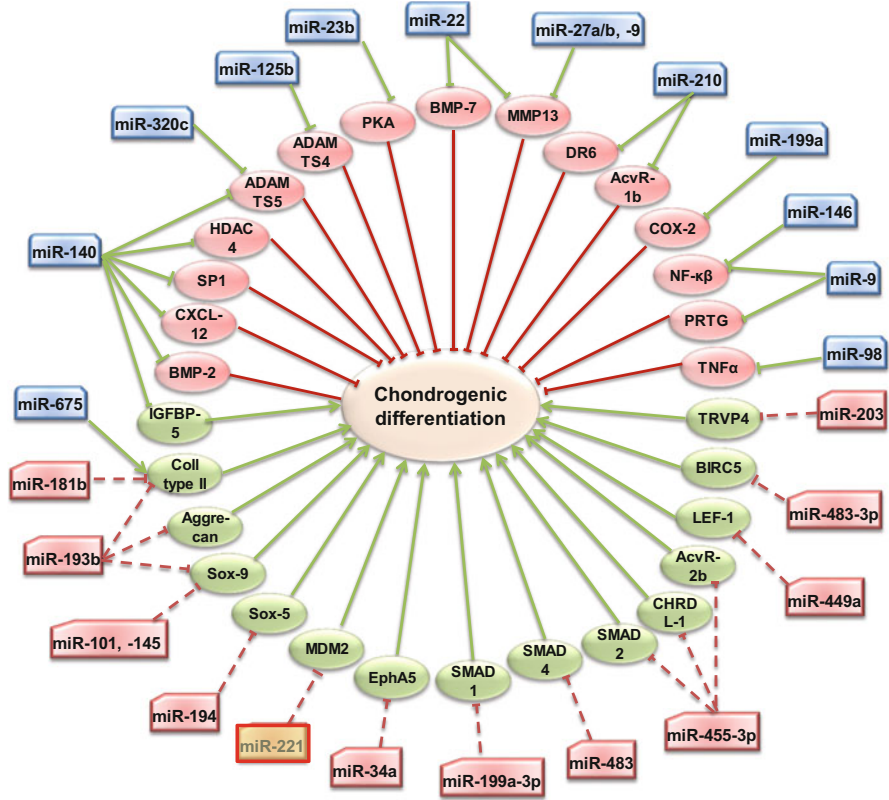 miR-23b
miR-22
miR-27a/b, -9
miR-125b
miR-210
miR-320c
miR-199a
PKA
BMP-7
MMP13
ADAM
TS4
DR6
ADAM
TS5
AcvR-
1b
miR-146
HDAC
4
COX-2
miR-140
SP1
NF-κβ
miR-9
CXCL-
12
PRTG
BMP-2
TNFα
miR-98
Chondrogenic
differentiation
miR-675
IGFBP-
5
TRVP4
miR-203
Coll
type II
BIRC5
miR-181b
miR-483-3p
Aggre-
can
LEF-1
miR-193b
Sox-9
AcvR-
2b
miR-449a
miR-101, -145
Sox-5
CHRD
L-1
MDM2
SMAD
2
EphA5
SMAD
1
SMAD
4
miR-194
miR-221
miR-455-3p
miR-34a
miR-199a-3p
miR-483